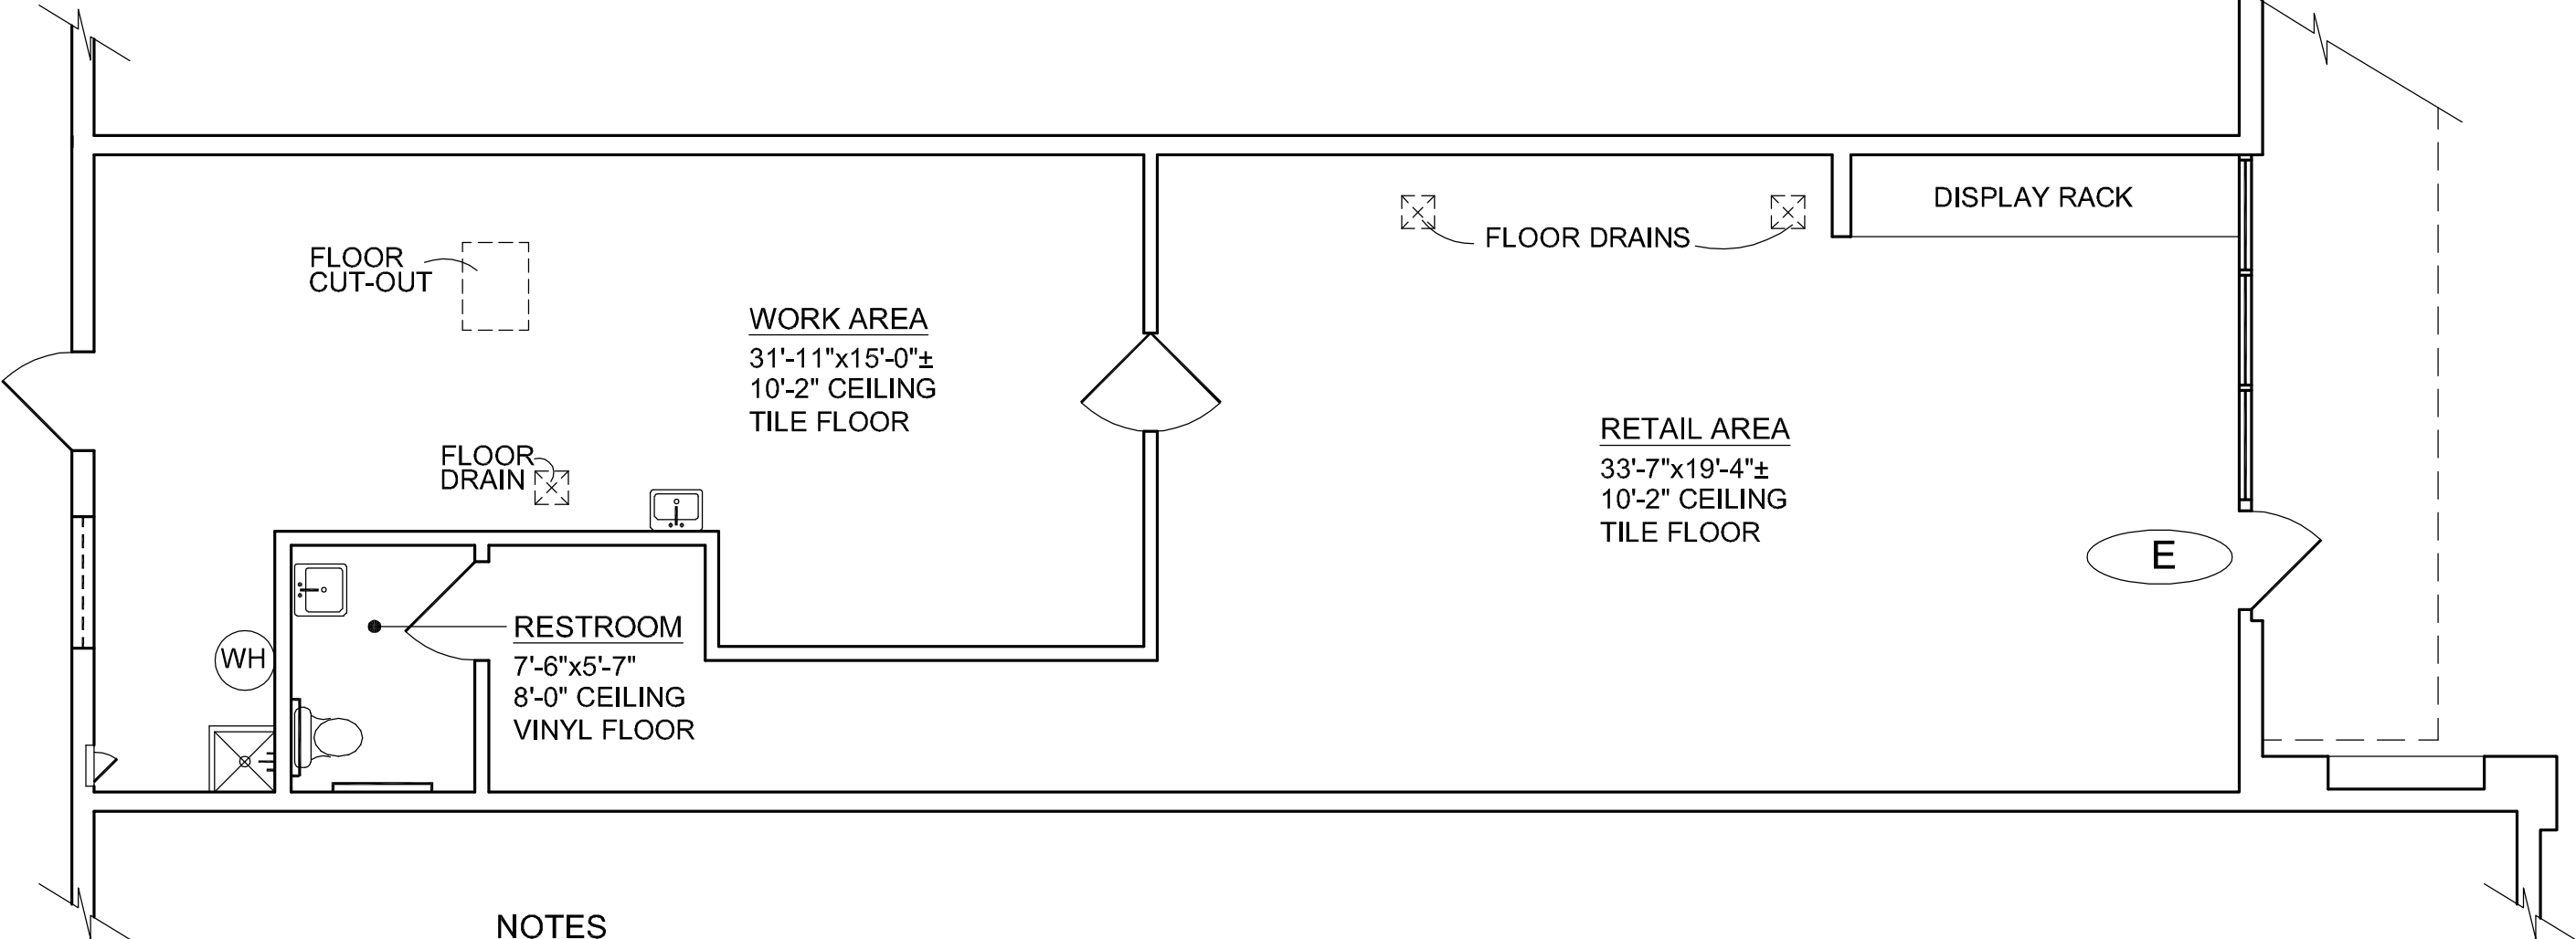 DISPLAY RACK
FLOOR DRAINS
FLOOR
CUT-OUT
WORK AREA
31'-11"x15'-0"±
10'-2" CEILING
TILE FLOOR
RETAIL AREA
33'-7"x19'-4"±
10'-2" CEILING
TILE FLOOR
FLOOR
DRAIN
E
RESTROOM
7'-6"x5'-7"
8'-0" CEILING
VINYL FLOOR
WH
NOTES